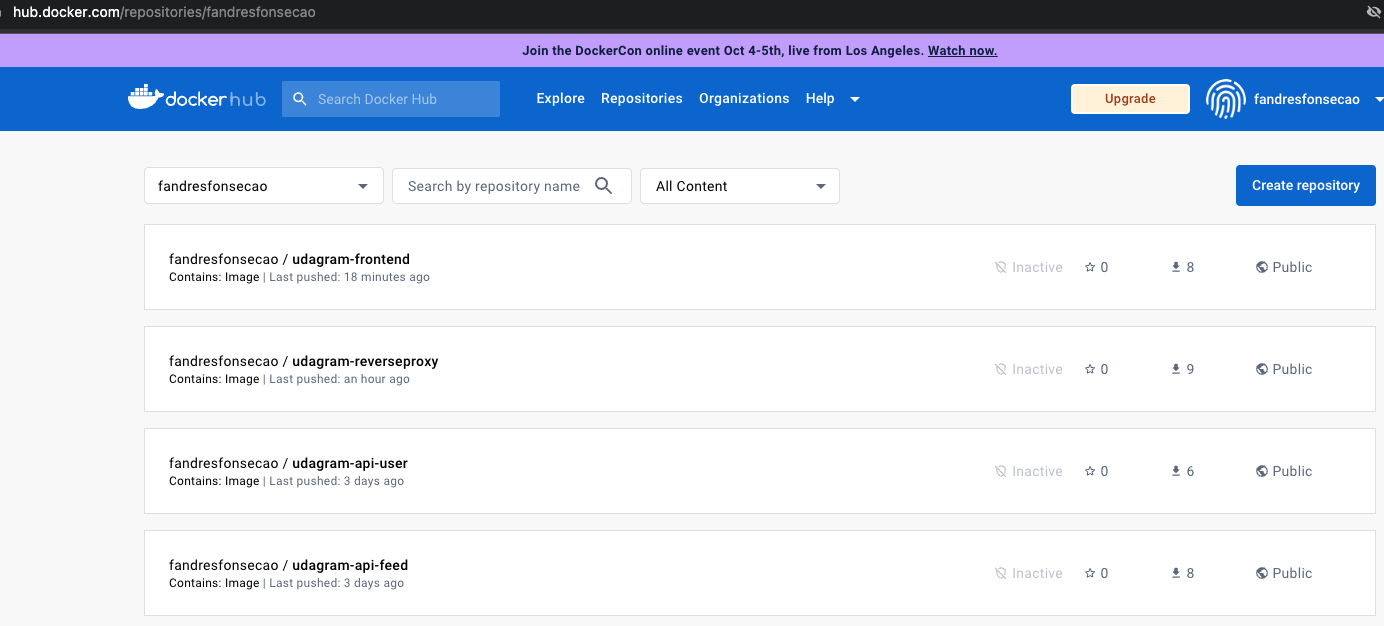 hub.docker.com/repositories/fandresfonsecao
Join the DockerCon online event Oct 4-5th, live from Los Angeles. Watch now.
dockerhub Search Docker Hub Explore Repositories Organizations Help Upgrade fandresfonsecao
fandresfonsecao Search by repository name All Content Create repository
fandresfonsecao / udagram-frontend
Contains: Image | Last pushed: 18 minutes ago
Inactive 0 8 Public
fandresfonsecao / udagram-reverseproxy
Contains: Image | Last pushed: an hour ago
Inactive 0 9 Public
fandresfonsecao / udagram-api-user
Contains: Image | Last pushed: 3 days ago
Inactive 0 6 Public
fandresfonsecao / udagram-api-feed
Contains: Image | Last pushed: 3 days ago
Inactive 0 8 Public